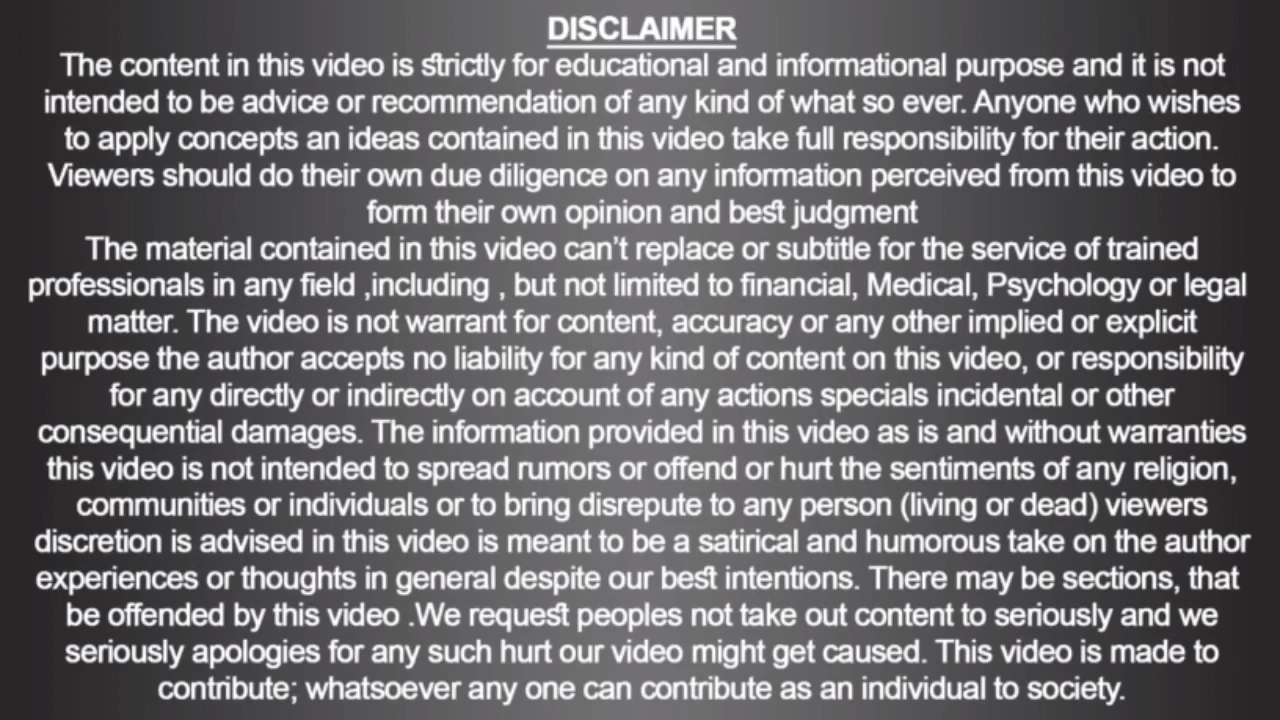 DISCLAIMER
The content in this video is strictly for educational and informational purpose and it is not
intended to be advice or recommendation of any kind of what so ever. Anyone who wishes
to apply concepts an ideas contained in this video take full responsibility for their action.
Viewers should do their own due diligence on any information perceived from this video to
form their own opinion and best judgment
The material contained in this video can't replace or subtitle for the service of trained
professionals in any field ,including , but not limited to financial, Medical, Psychology or legal
matter. The video is not warrant for content, accuracy or any other implied or explicit
purpose the author accepts no liability for any kind of content on this video, or responsibility
for any directly or indirectly on account of any actions specials incidental or other
consequential damages. The information provided in this video as is and without warranties
this video is not intended to spread rumors or offend or hurt the sentiments of any religion,
communities or individuals or to bring disrepute to any person (living or dead) viewers
discretion is advised in this video is meant to be a satirical and humorous take on the author
experiences or thoughts in general despite our best intentions. There may be sections, that
be offended by this video .We request peoples not take out content to seriously and we
seriously apologies for any such hurt our video might get caused. This video is made to
contribute; whatsoever any one can contribute as an individual to society.